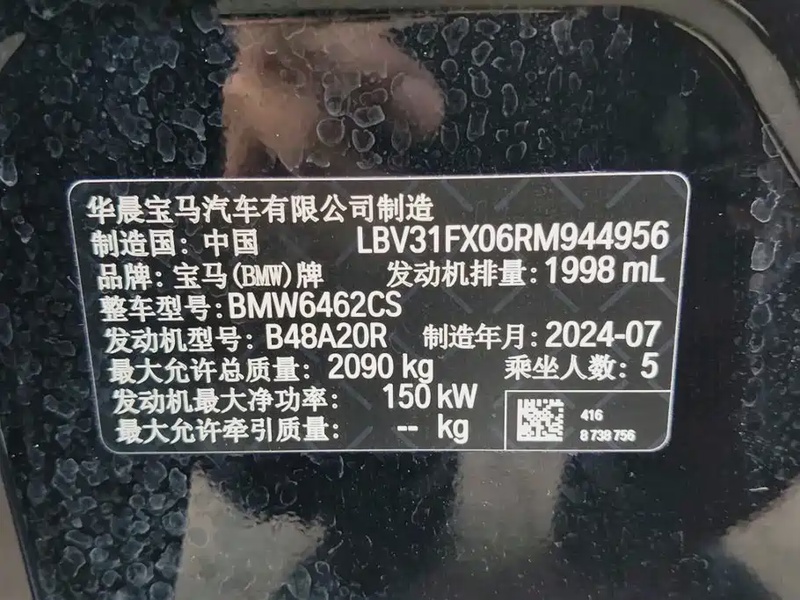 华晨宝马汽车有限公司制造
制造国：中国 LBV31FX06RM944956
品牌：宝马(BMW)牌 发动机排量：1998 mL
整车型号：BMW6462CS
发动机型号：B48A20R 制造年月：2024-07
最大允许总质量：2090 kg 乘坐人数：5
发动机最大净功率：150 kW
最大允许牵引质量：-- kg
416
8 738 756